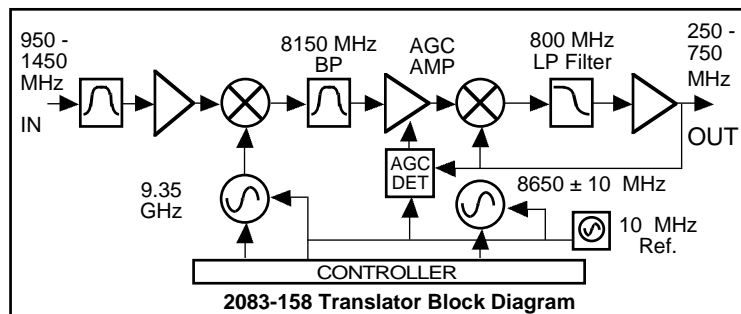 950 -
1450
MHz
IN
8150 MHz
BP
AGC
AMP
800 MHz
LP Filter
250 -
750
MHz
OUT
9.35
GHz
AGC
DET
8650 ± 10 MHz
10 MHz
Ref.
CONTROLLER
2083-158 Translator Block Diagram